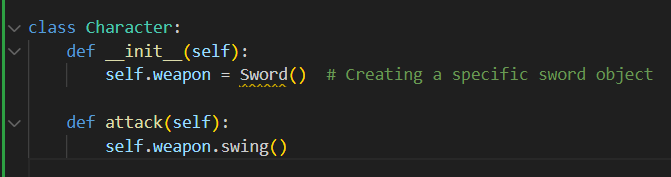 class Character:
    def __init__(self):
        self.weapon = Sword()  # Creating a specific sword object

    def attack(self):
        self.weapon.swing()